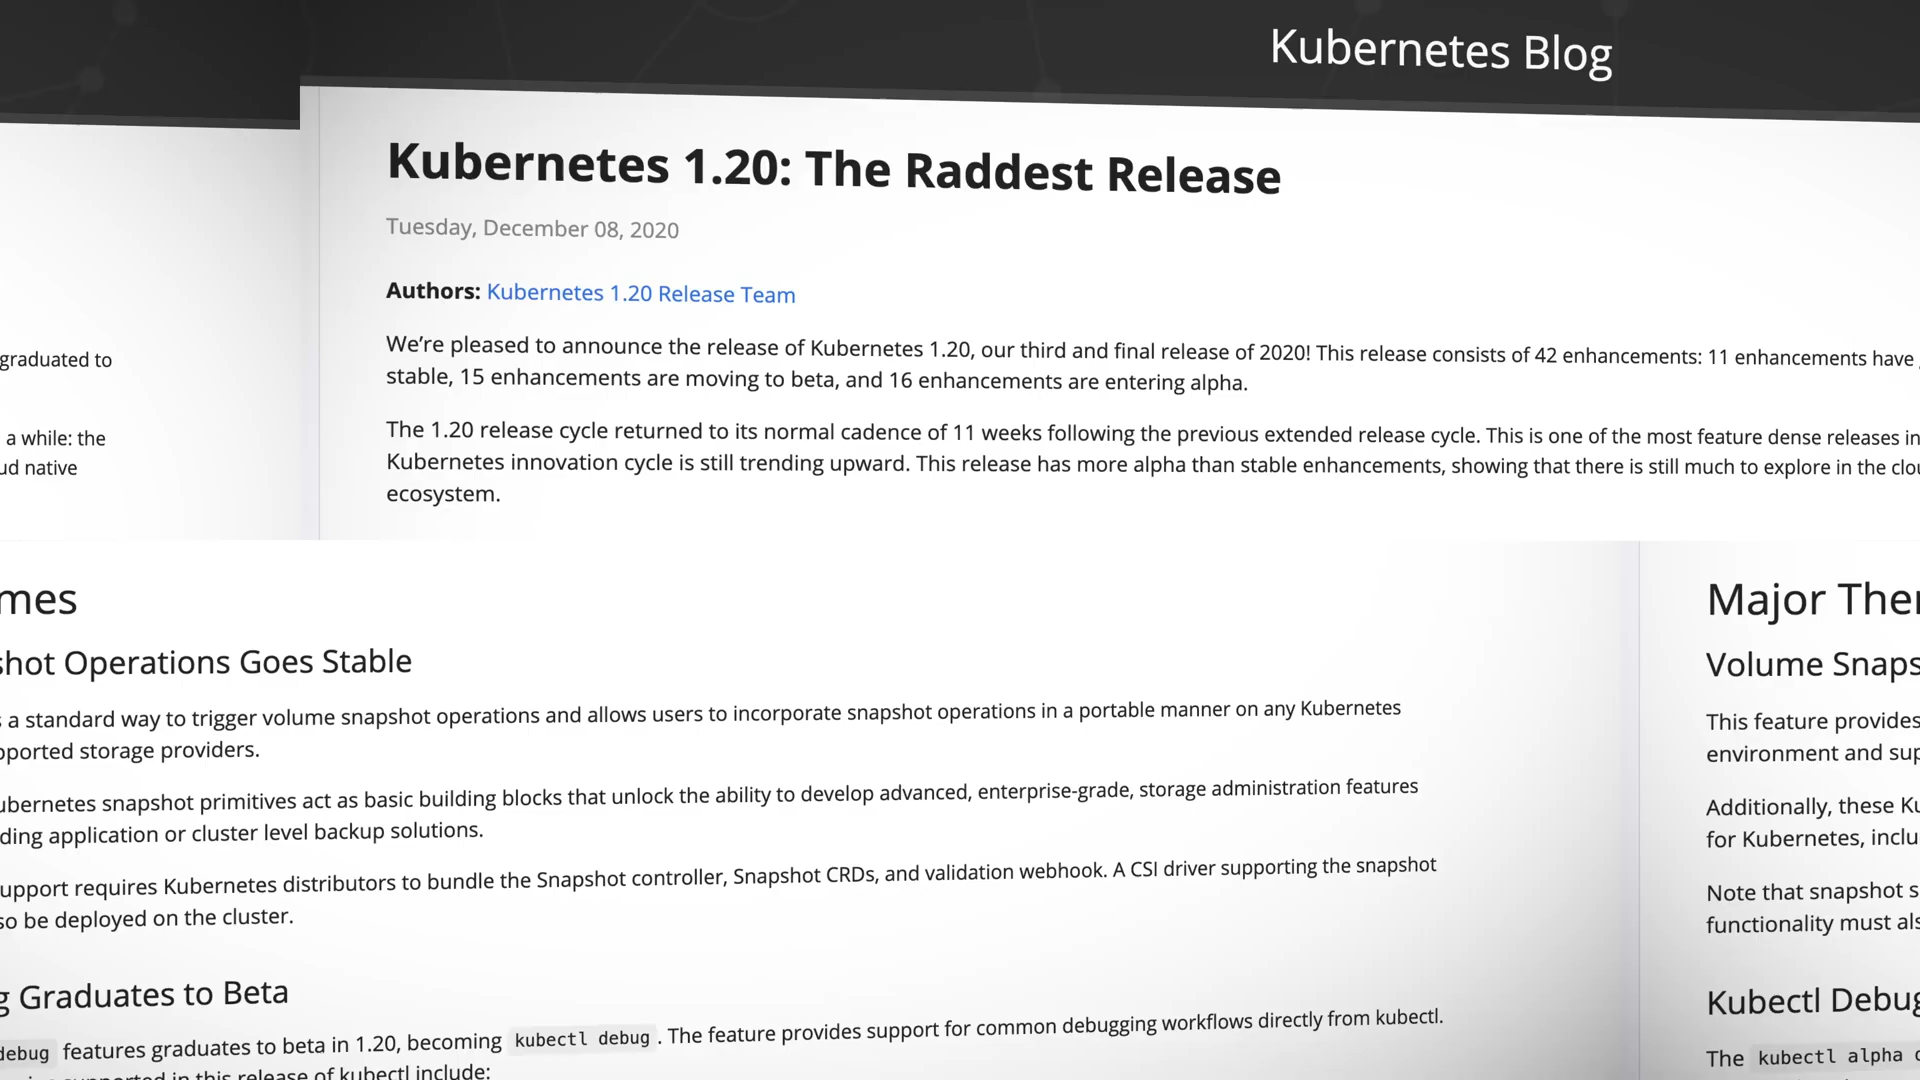 Kubernetes Blog
Kubernetes 1.20: The Raddest Release
Tuesday, December 08, 2020
Authors: Kubernetes 1.20 Release Team
We’re pleased to announce the release of Kubernetes 1.20, our third and final release of 2020! This release consists of 42 enhancements: 11 enhancements have
stable, 15 enhancements are moving to beta, and 16 enhancements are entering alpha.
The 1.20 release cycle returned to its normal cadence of 11 weeks following the previous extended release cycle. This is one of the most feature dense releases in
Kubernetes innovation cycle is still trending upward. This release has more alpha than stable enhancements, showing that there is still much to explore in the clou
ecosystem.
graduated to
a while: the
ud native
mes
shot Operations Goes Stable
s a standard way to trigger volume snapshot operations and allows users to incorporate snapshot operations in a portable manner on any Kubernetes
pported storage providers.
ubernetes snapshot primitives act as basic building blocks that unlock the ability to develop advanced, enterprise-grade, storage administration features
ding application or cluster level backup solutions.
upport requires Kubernetes distributors to bundle the Snapshot controller, Snapshot CRDs, and validation webhook. A CSI driver supporting the snapshot
so be deployed on the cluster.
g Graduates to Beta
debug features graduates to beta in 1.20, becoming kubectl debug. The feature provides support for common debugging workflows directly from kubectl.
supported in this release of kubectl include:
Major Ther
Volume Snaps
This feature provides
environment and sup
Additionally, these Ku
for Kubernetes, inclu
Note that snapshot s
functionality must als
Kubectl Debug
The kubectl alpha